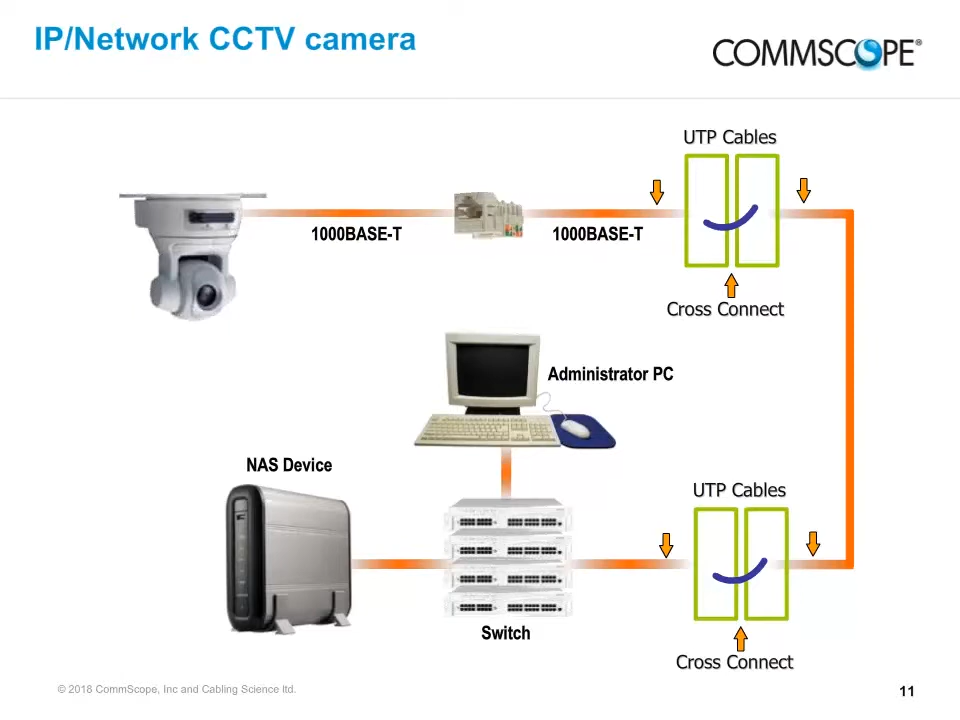 IP/Network CCTV camera
COMMSCOPE®
UTP Cables
1000BASE-T
1000BASE-T
Cross Connect
Administrator PC
NAS Device
UTP Cables
Switch
Cross Connect
© 2018 CommScope, Inc and Cabling Science ltd.
11